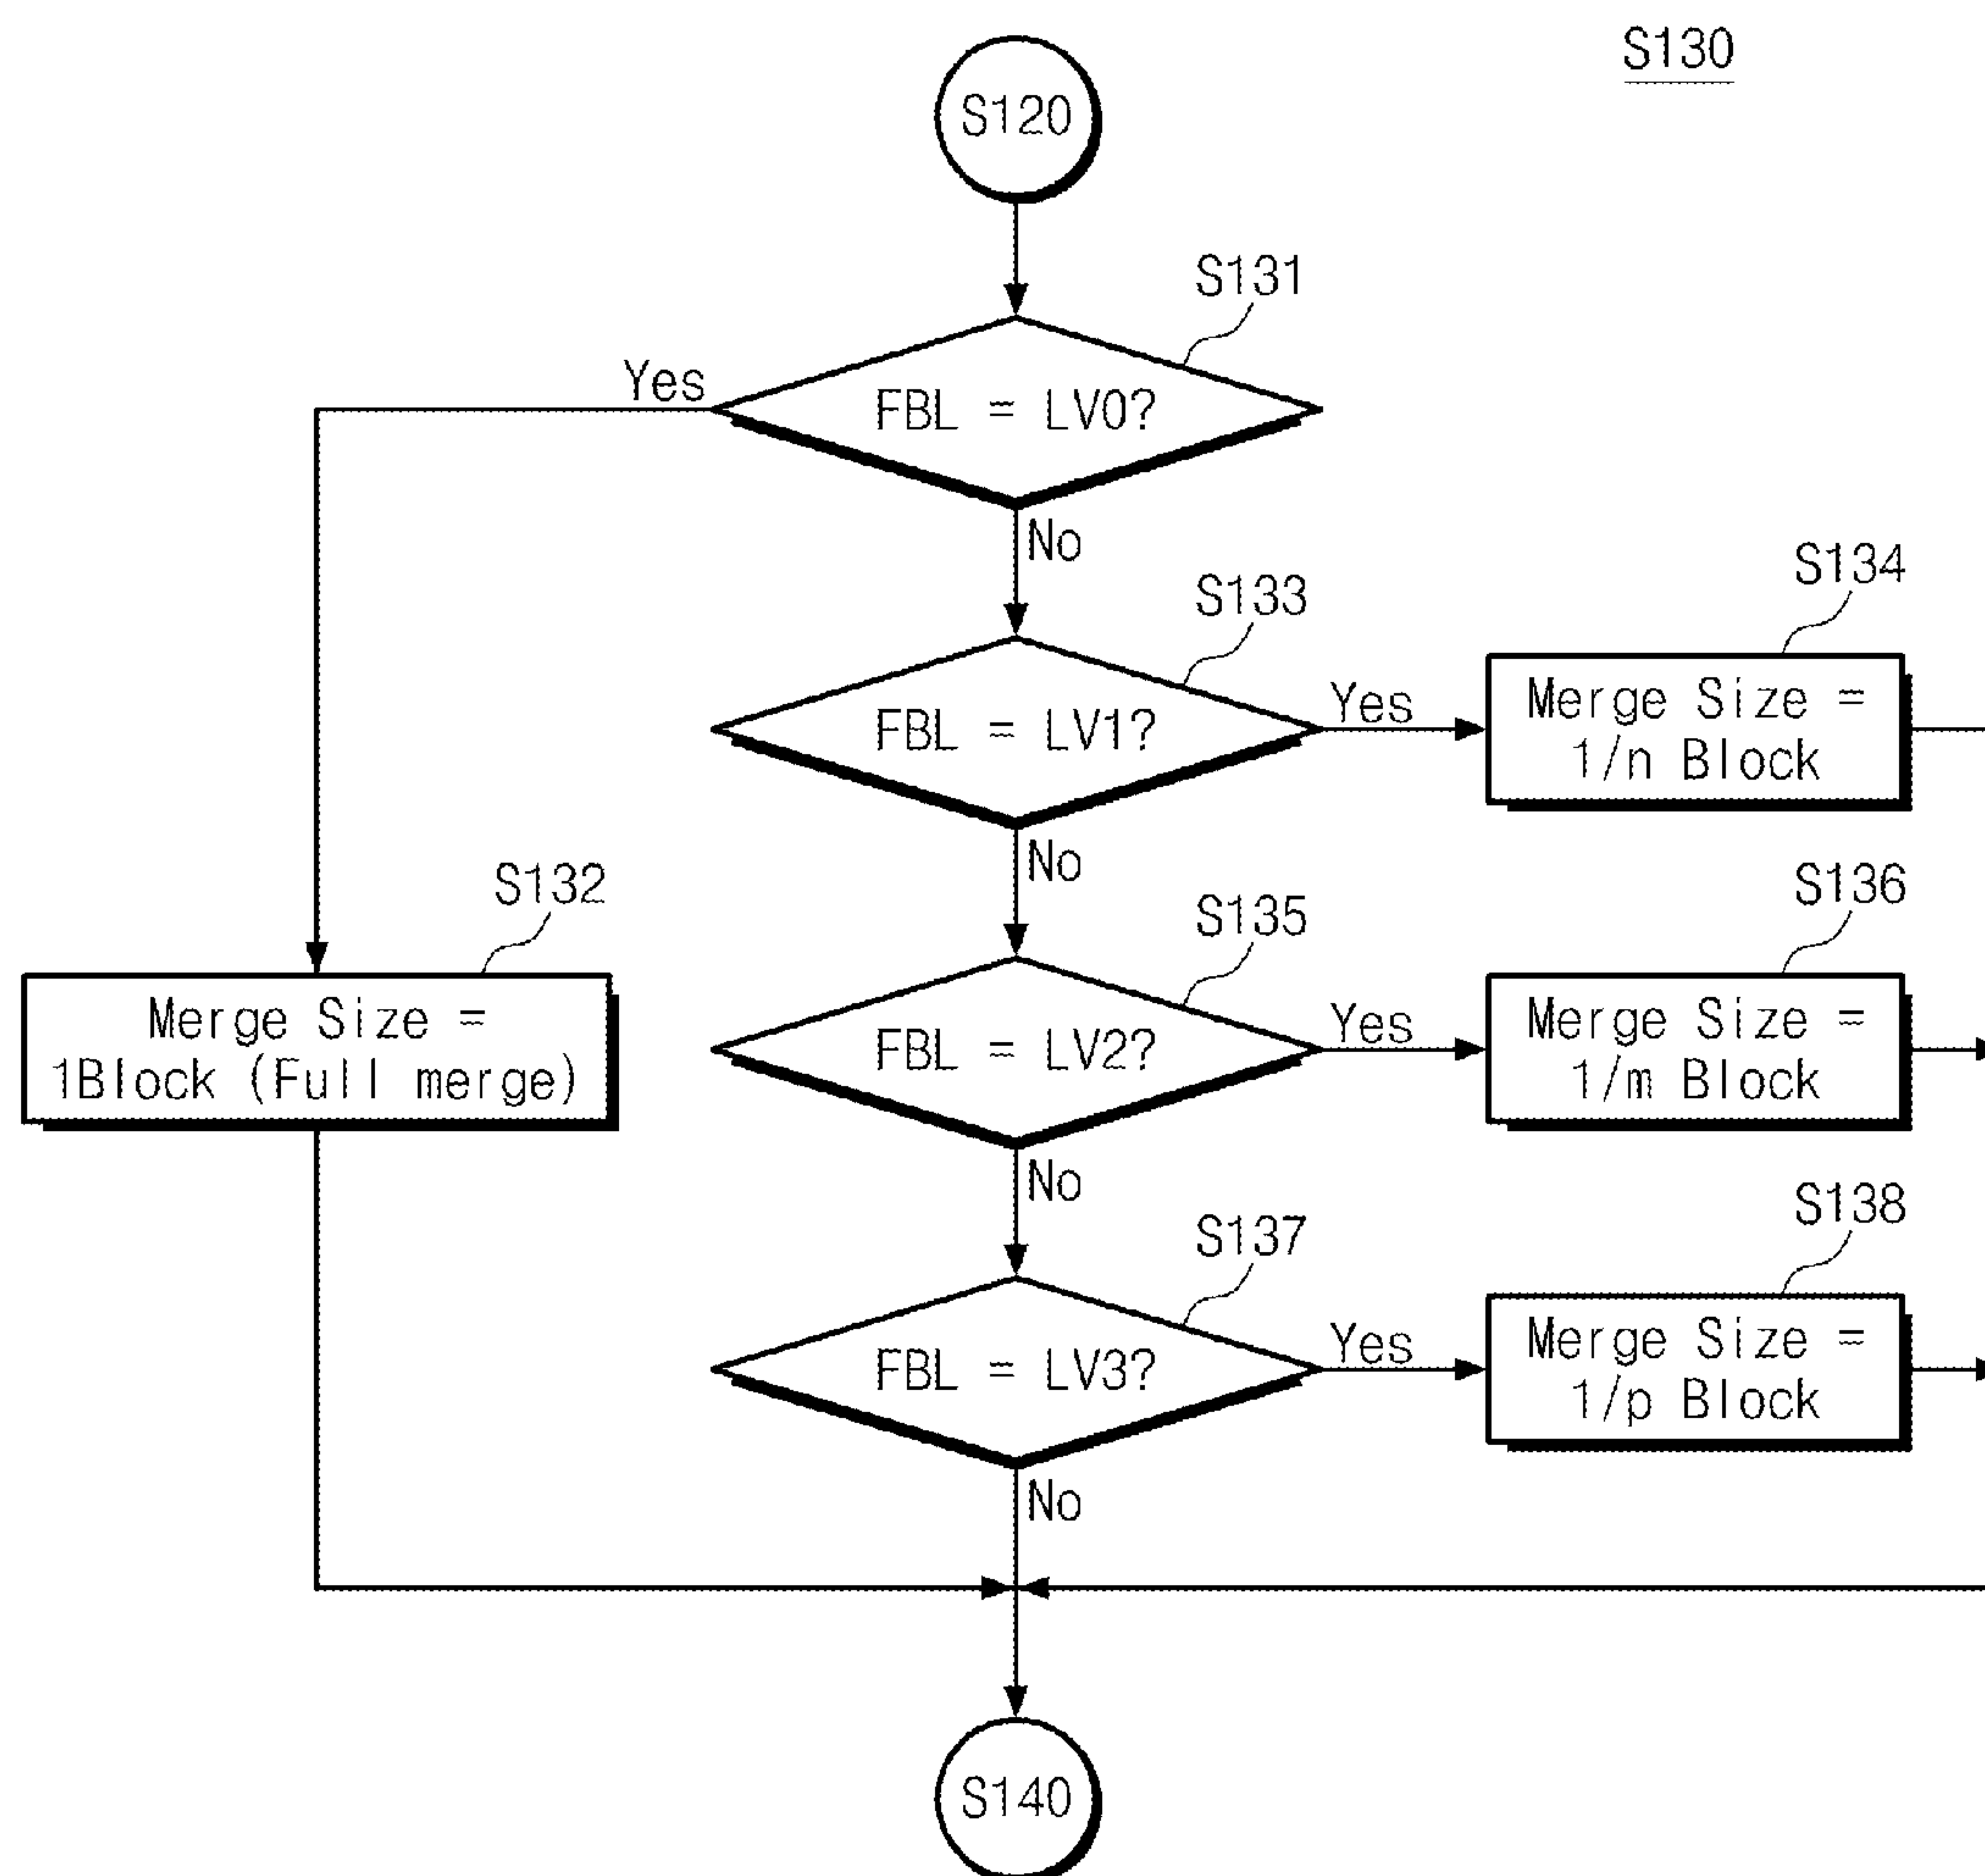 S130
S120
S131
Yes
FBL = LV0?
No
S133
S134
FBL = LV1?
Yes
Merge Size =
1/n Block
No
S132
S135
S136
Merge Size =
1Block (Full merge)
FBL = LV2?
Yes
Merge Size =
1/m Block
No
S137
S138
FBL = LV3?
Yes
Merge Size =
1/p Block
No
S140